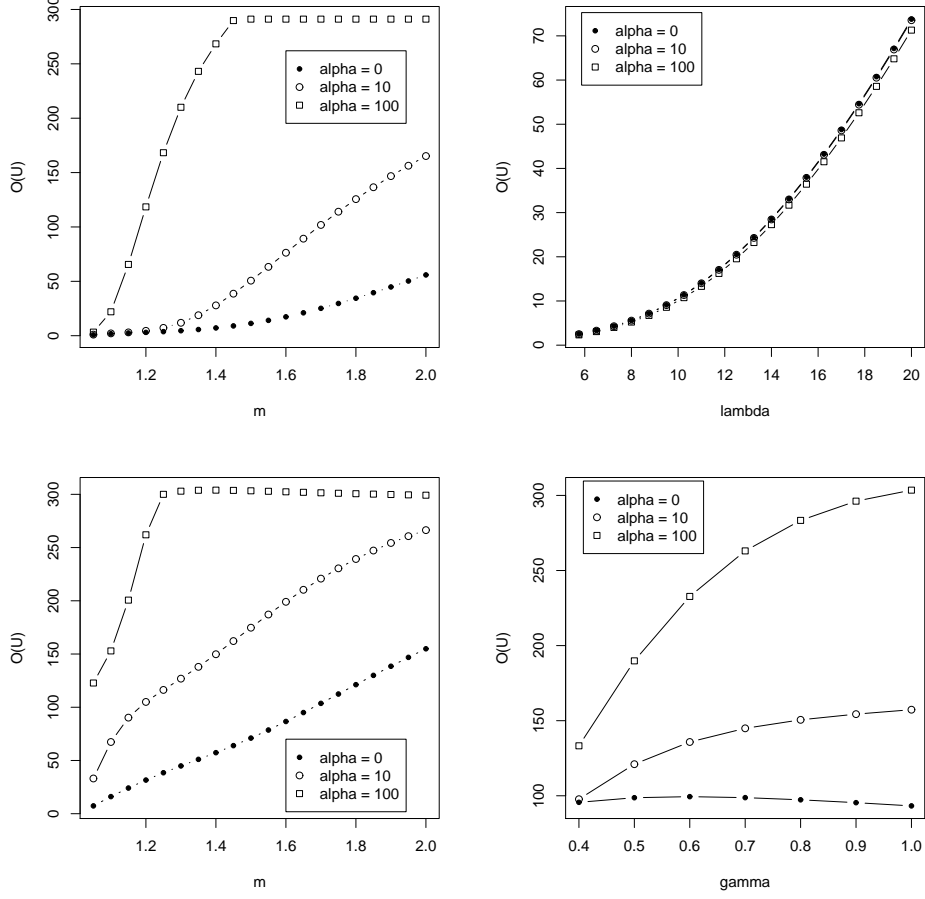 300
250
200
150
100
50
0
O(U)
alpha = 0
alpha = 10
alpha = 100
1.2 1.4 1.6 1.8 2.0
m
70
60
50
40
30
20
10
0
O(U)
alpha = 0
alpha = 10
alpha = 100
6 8 10 12 14 16 18 20
lambda
300
250
200
150
100
50
0
O(U)
alpha = 0
alpha = 10
alpha = 100
1.2 1.4 1.6 1.8 2.0
m
300
250
200
150
100
O(U)
alpha = 0
alpha = 10
alpha = 100
0.4 0.5 0.6 0.7 0.8 0.9 1.0
gamma